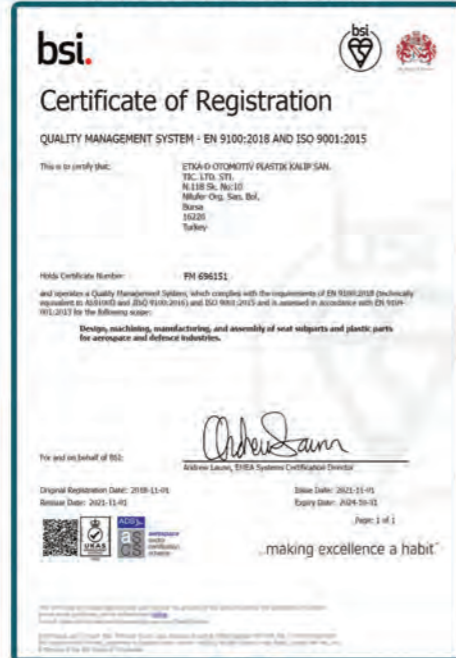 bsi.
bsi
Certificate of Registration
QUALITY MANAGEMENT SYSTEM - EN 9100:2018 AND ISO 9001:2015
This is to certify that:
ETKA-D OTOMOTIV PLASTIK KALIP SAN.
TIC. LTD. STI.
N.118 Sk. No:10
Nilufer Org. San. Bol.
Bursa
16220
Turkey
Holds Certificate Number:
FM 696151
and operates a Quality Management System, which complies with the requirements of EN 9100:2018 (technically
equivalent to AS9100D and JISQ 9100:2016) and ISO 9001:2015 and is assessed in accordance with EN 9104-
001:2013 for the following scope:
Design, machining, manufacturing, and assembly of seat subparts and plastic parts
for aerospace and defence industries.
For and on behalf of BSI:
Andrew Launn, EMEA Systems Certification Director
Original Registration Date: 2018-11-01
Issue Date: 2021-11-01
Release Date: 2021-11-01
Expiry Date: 2024-10-31
Page: 1 of 1
UKAS
aerospace
sector
certification
scheme
...making excellence a habit